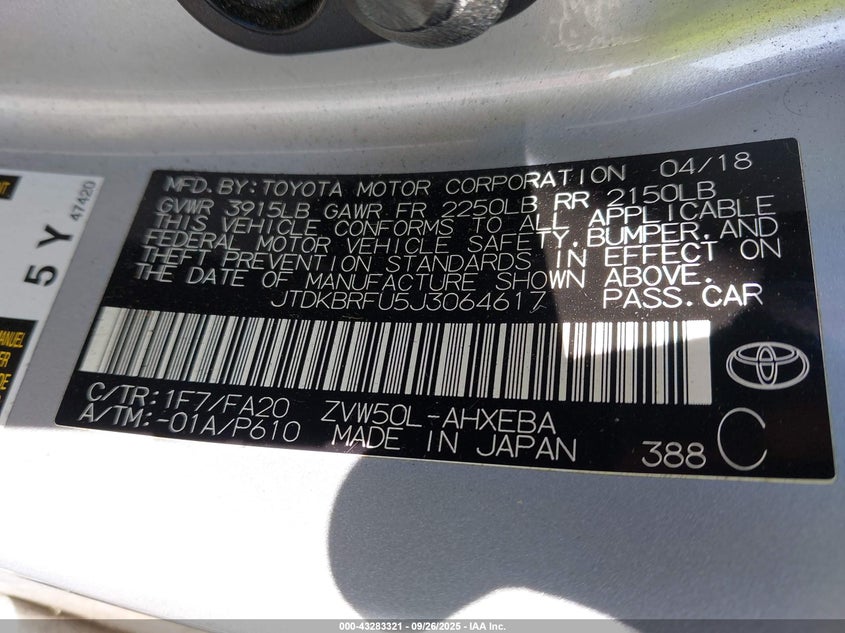 MFD. BY: TOYOTA MOTOR CORPORATION 04/18
GVWR 3915LB GAWR FR 2250LB RR 2150LB
THIS VEHICLE CONFORMS TO ALL APPLICABLE
FEDERAL MOTOR VEHICLE SAFETY, BUMPER, AND
THEFT PREVENTION STANDARDS IN EFFECT ON
THE DATE OF MANUFACTURE SHOWN ABOVE.
JTDKBRFU5J3064617 PASS. CAR
C/TR: 1F7/FA20 ZVW50L-AHXEBA
A/TM: -01A/P610 MADE IN JAPAN 388 C
5 Y
47420
MANUEL
000-43283321 - 09/26/2025 - IAA Inc.